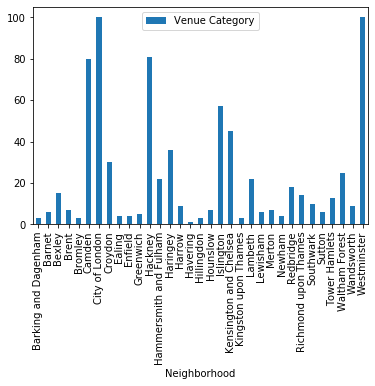 Venue Category
100
80
60
40
20
0
Barking and Dagenham
Barnet
Bexley
Brent
Bromley
Camden
City of London
Croydon
Ealing
Enfield
Greenwich
Hackney
Hammersmith and Fulham
Haringey
Harrow
Havering
Hillingdon
Hounslow
Islington
Kensington and Chelsea
Kingston upon Thames
Lambeth
Lewisham
Merton
Newham
Redbridge
Richmond upon Thames
Southwark
Sutton
Tower Hamlets
Waltham Forest
Wandsworth
Westminster
Neighborhood